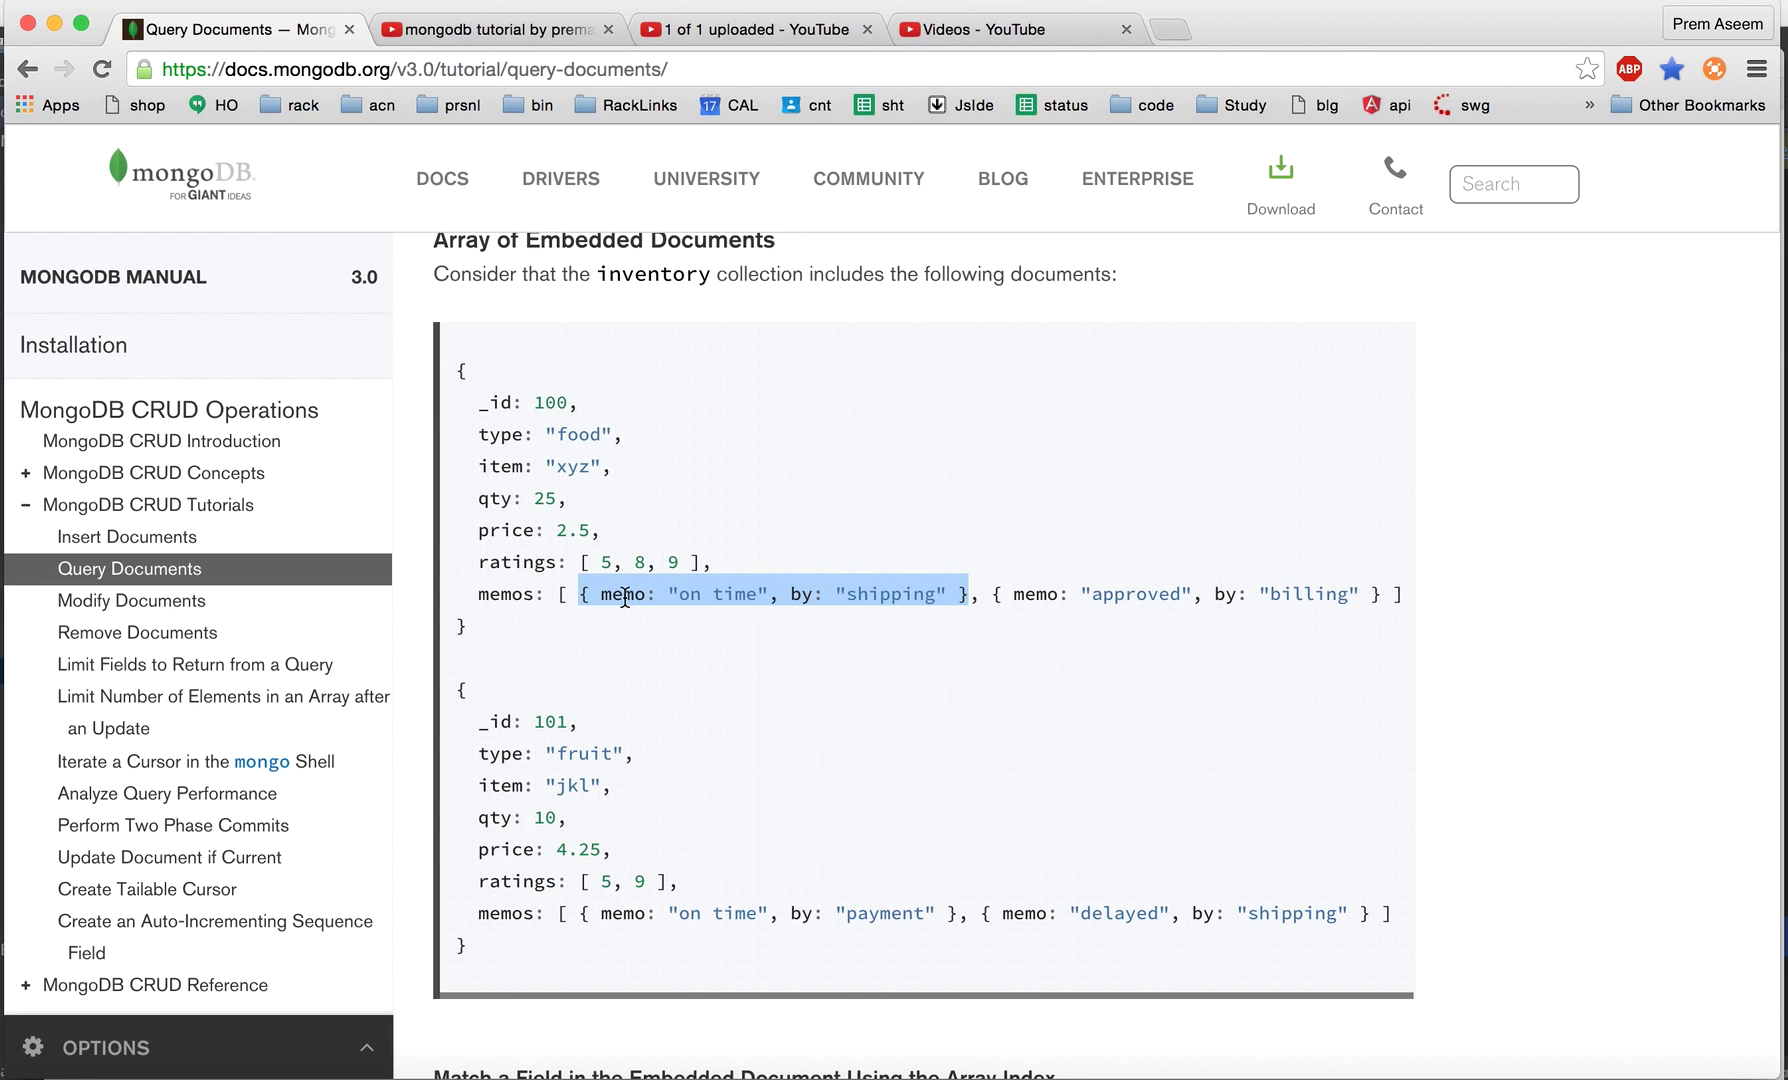 Prem Aseem
Query Documents — Mong
mongodb tutorial by prema
1 of 1 uploaded - YouTube
Videos - YouTube
https://docs.mongodb.org/v3.0/tutorial/query-documents/
ABP
Apps shop HO rack acn prsnl bin RackLinks 17 CAL cnt sht Jslde status code Study blg api swg » Other Bookmarks
mongoDB.
FOR GIANT IDEAS
DOCS DRIVERS UNIVERSITY COMMUNITY BLOG ENTERPRISE Download Contact Search
MONGODB MANUAL 3.0
Installation
MongoDB CRUD Operations
MongoDB CRUD Introduction
+ MongoDB CRUD Concepts
− MongoDB CRUD Tutorials
Insert Documents
Query Documents
Modify Documents
Remove Documents
Limit Fields to Return from a Query
Limit Number of Elements in an Array after
an Update
Iterate a Cursor in the mongo Shell
Analyze Query Performance
Perform Two Phase Commits
Update Document if Current
Create Tailable Cursor
Create an Auto-Incrementing Sequence
Field
+ MongoDB CRUD Reference
OPTIONS
Array of Embedded Documents
Consider that the inventory collection includes the following documents:
{
_id: 100,
type: "food",
item: "xyz",
qty: 25,
price: 2.5,
ratings: [ 5, 8, 9 ],
memos: [ { memo: "on time", by: "shipping" }, { memo: "approved", by: "billing" } ]
}
{
_id: 101,
type: "fruit",
item: "jkl",
qty: 10,
price: 4.25,
ratings: [ 5, 9 ],
memos: [ { memo: "on time", by: "payment" }, { memo: "delayed", by: "shipping" } ]
}
Match a Field in the Embedded Document Using the Array Index